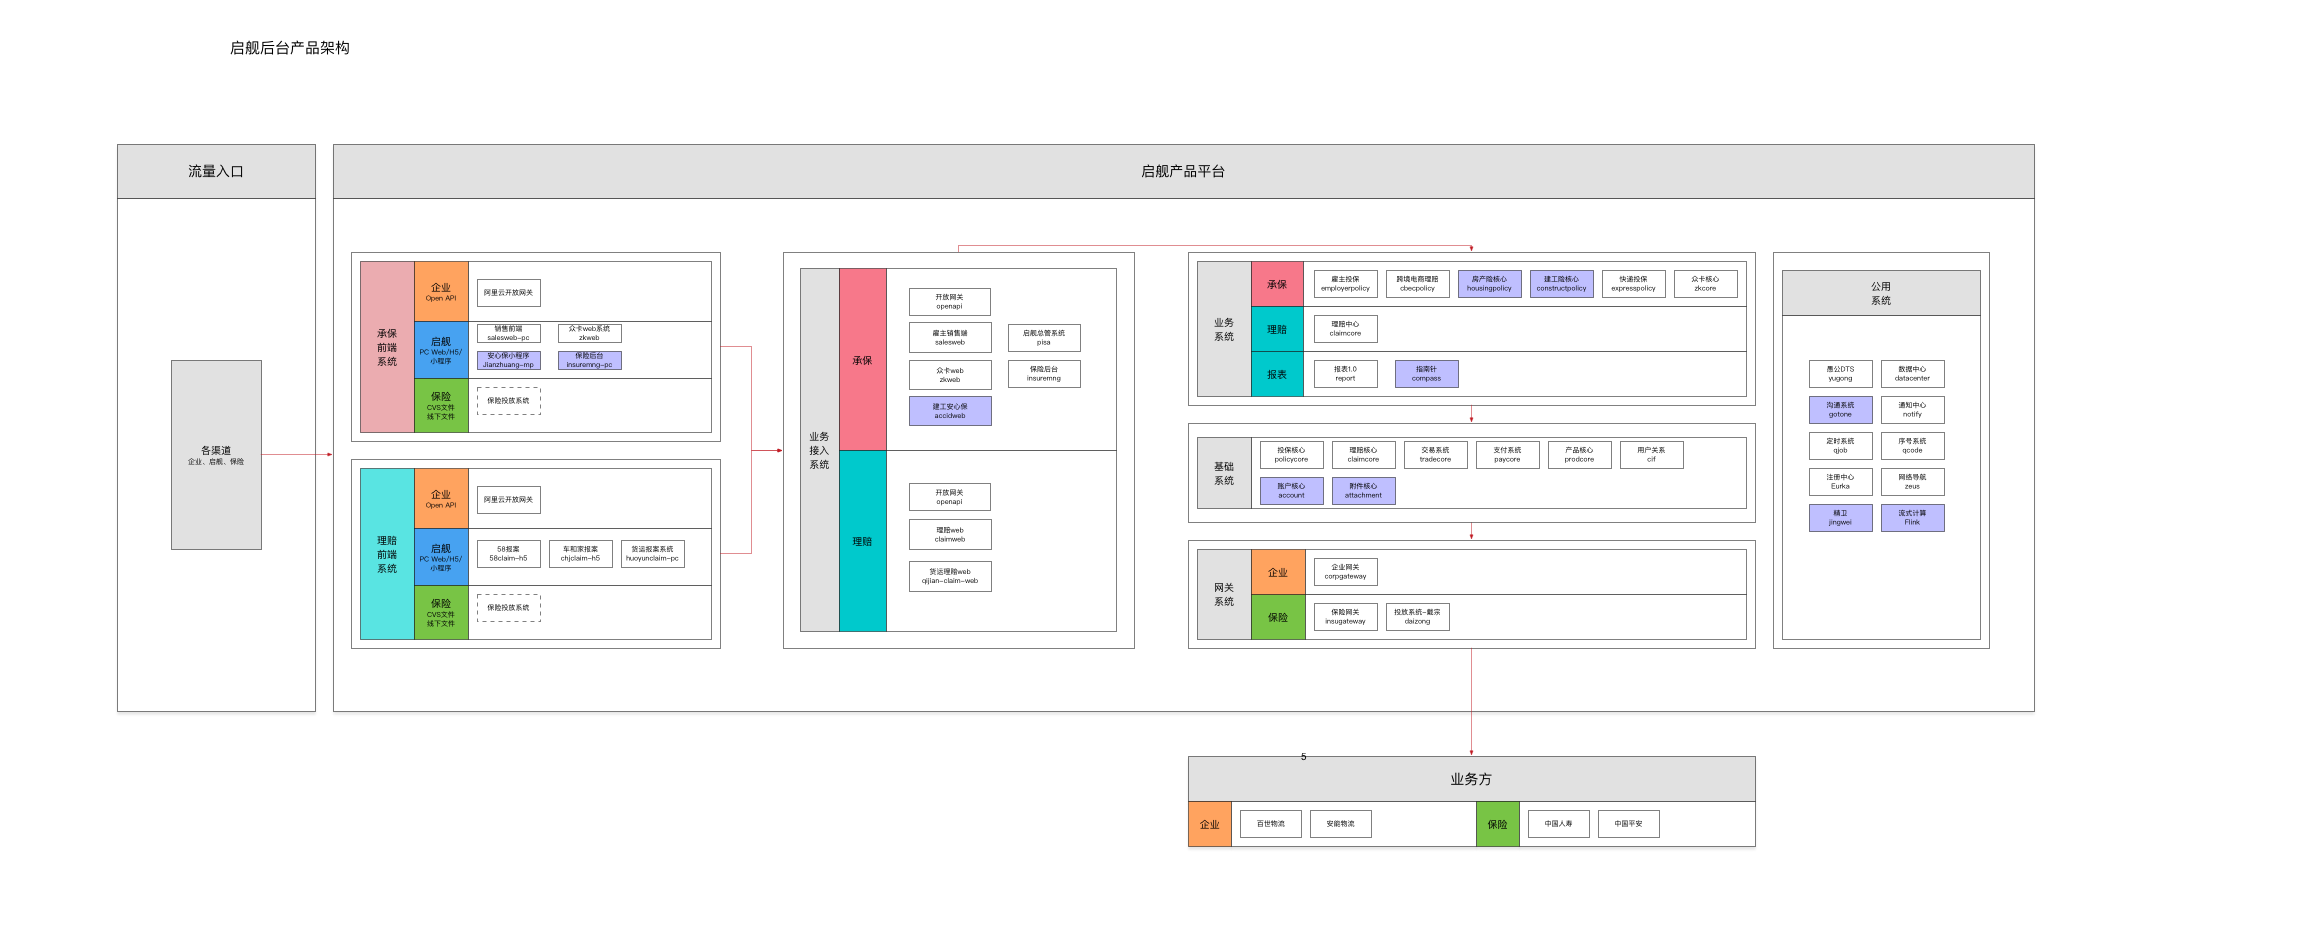 启舰后台产品架构
流量入口
各渠道
企业、启舰、保险
启舰产品平台
承保
前端
系统
企业
Open API
阿里云开放网关
启舰
PC Web/H5/
小程序
销售前端
salesweb-pc
众卡web系统
zkweb
安心保小程序
Jianzhuang-mp
保险后台
insuremng-pc
保险
CVS文件
线下文件
保险投放系统
理赔
前端
系统
企业
Open API
阿里云开放网关
启舰
PC Web/H5/
小程序
58报案
58claim-h5
车和家报案
chjclaim-h5
货运报案系统
huoyunclaim-pc
保险
CVS文件
线下文件
保险投放系统
业务
接入
系统
承保
开放网关
openapi
雇主销售端
salesweb
启舰总管系统
pisa
众卡web
zkweb
保险后台
insuremng
建工安心保
accidweb
理赔
开放网关
openapi
理赔web
claimweb
货运理赔web
qijian-claim-web
业务
系统
承保
雇主投保
employerpolicy
跨境电商理赔
cbecpolicy
房产险核心
housingpolicy
建工险核心
constructpolicy
快递投保
expresspolicy
众卡核心
zkcore
理赔
理赔中心
claimcore
报表
报表1.0
report
指南针
compass
基础
系统
投保核心
policycore
理赔核心
claimcore
交易系统
tradecore
支付系统
paycore
产品核心
prodcore
用户关系
cif
账户核心
account
附件核心
attachment
网关
系统
企业
企业网关
corpgateway
保险
保险网关
insugateway
投放系统-戴宗
daizong
公用
系统
愚公DTS
yugong
数据中心
datacenter
沟通系统
gotone
通知中心
notify
定时系统
qjob
序号系统
qcode
注册中心
Eurka
网络导航
zeus
精卫
jingwei
流式计算
Flink
5
业务方
企业
百世物流
安能物流
保险
中国人寿
中国平安